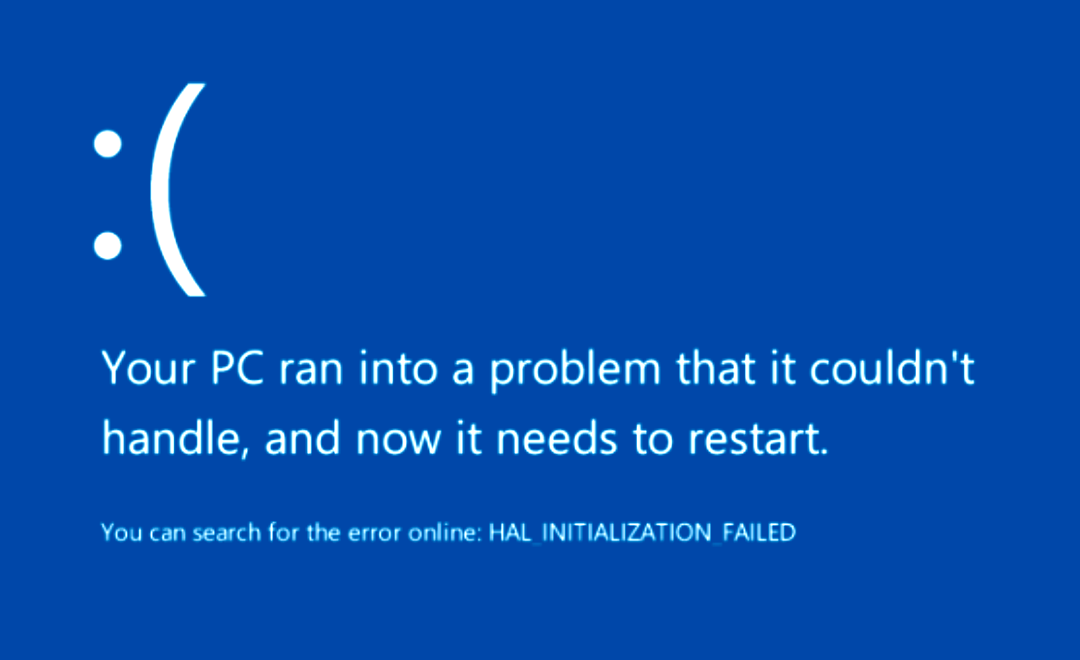 :(
Your PC ran into a problem that it couldn't
handle, and now it needs to restart.
You can search for the error online: HAL_INITIALIZATION_FAILED